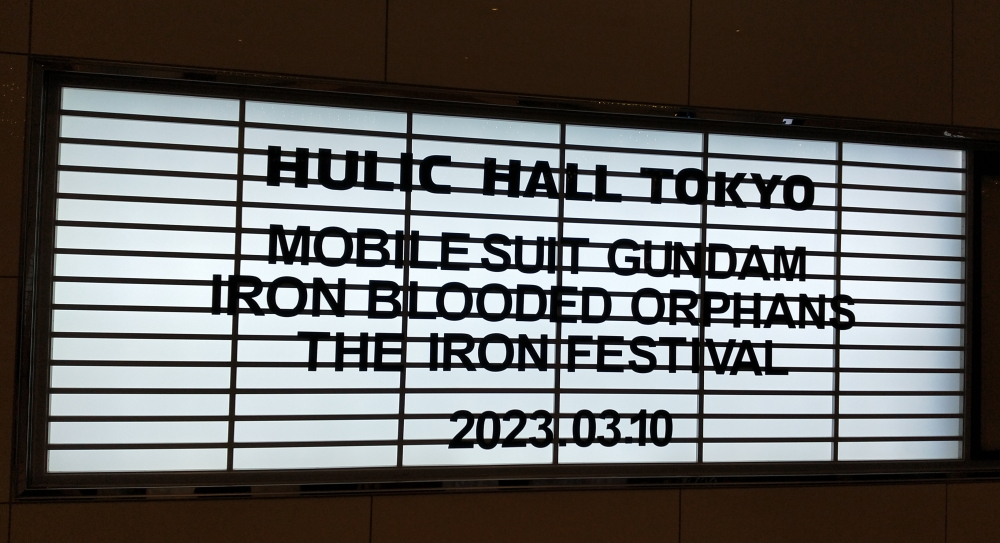 HULIC HALL TOKYO
MOBILE SUIT GUNDAM
IRON BLOODED ORPHANS
THE IRON FESTIVAL
2023.03.10